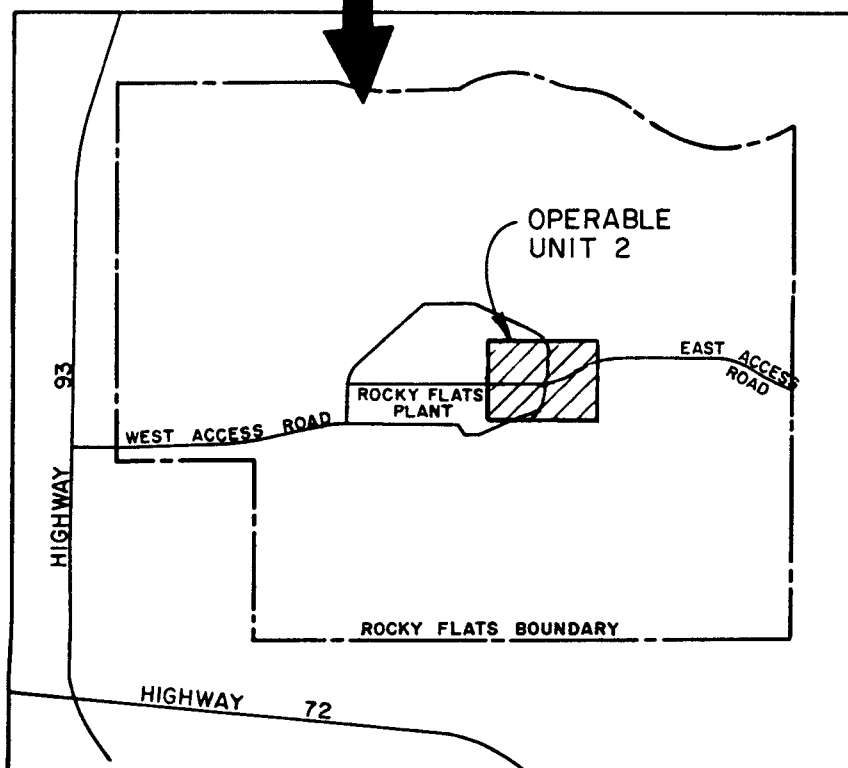 OPERABLE
UNIT 2
EAST ACCESS
ROAD
93
HIGHWAY
ROCKY FLATS
PLANT
WEST ACCESS ROAD
ROCKY FLATS BOUNDARY
HIGHWAY 72